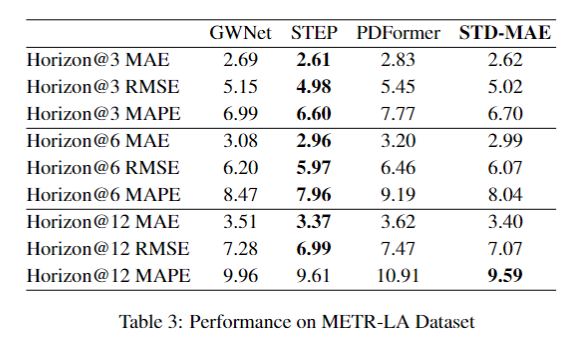 GWNet STEP PDFormer STD-MAE
Horizon@3 MAE 2.69 2.61 2.83 2.62
Horizon@3 RMSE 5.15 4.98 5.45 5.02
Horizon@3 MAPE 6.99 6.60 7.77 6.70
Horizon@6 MAE 3.08 2.96 3.20 2.99
Horizon@6 RMSE 6.20 5.97 6.46 6.07
Horizon@6 MAPE 8.47 7.96 9.19 8.04
Horizon@12 MAE 3.51 3.37 3.62 3.40
Horizon@12 RMSE 7.28 6.99 7.47 7.07
Horizon@12 MAPE 9.96 9.61 10.91 9.59
Table 3: Performance on METR-LA Dataset